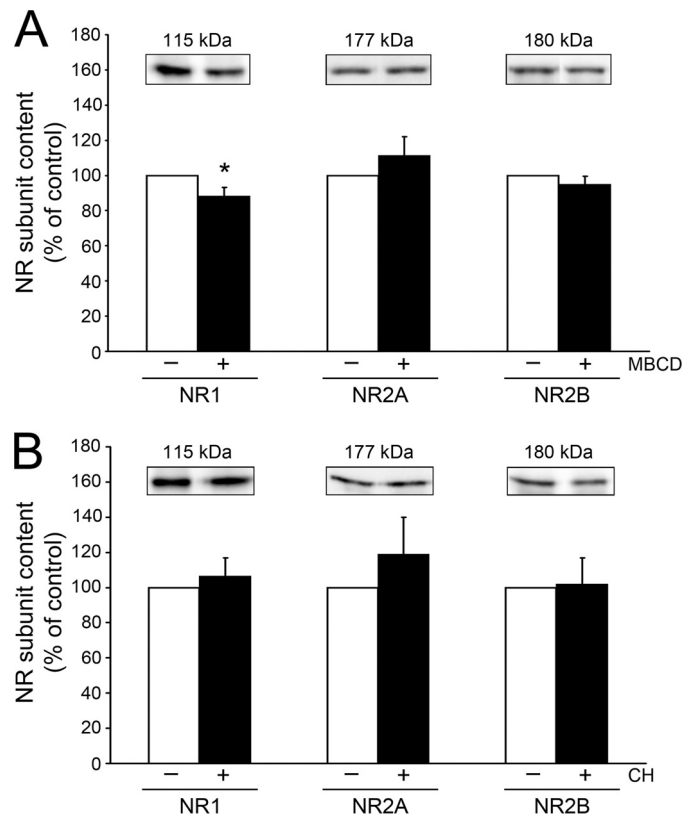 A
NR subunit content
(% of control)
180
160
140
120
100
80
60
40
20
0
115 kDa 177 kDa 180 kDa
*
− + − + − + MBCD
NR1 NR2A NR2B
B
NR subunit content
(% of control)
180
160
140
120
100
80
60
40
20
0
115 kDa 177 kDa 180 kDa
− + − + − + CH
NR1 NR2A NR2B